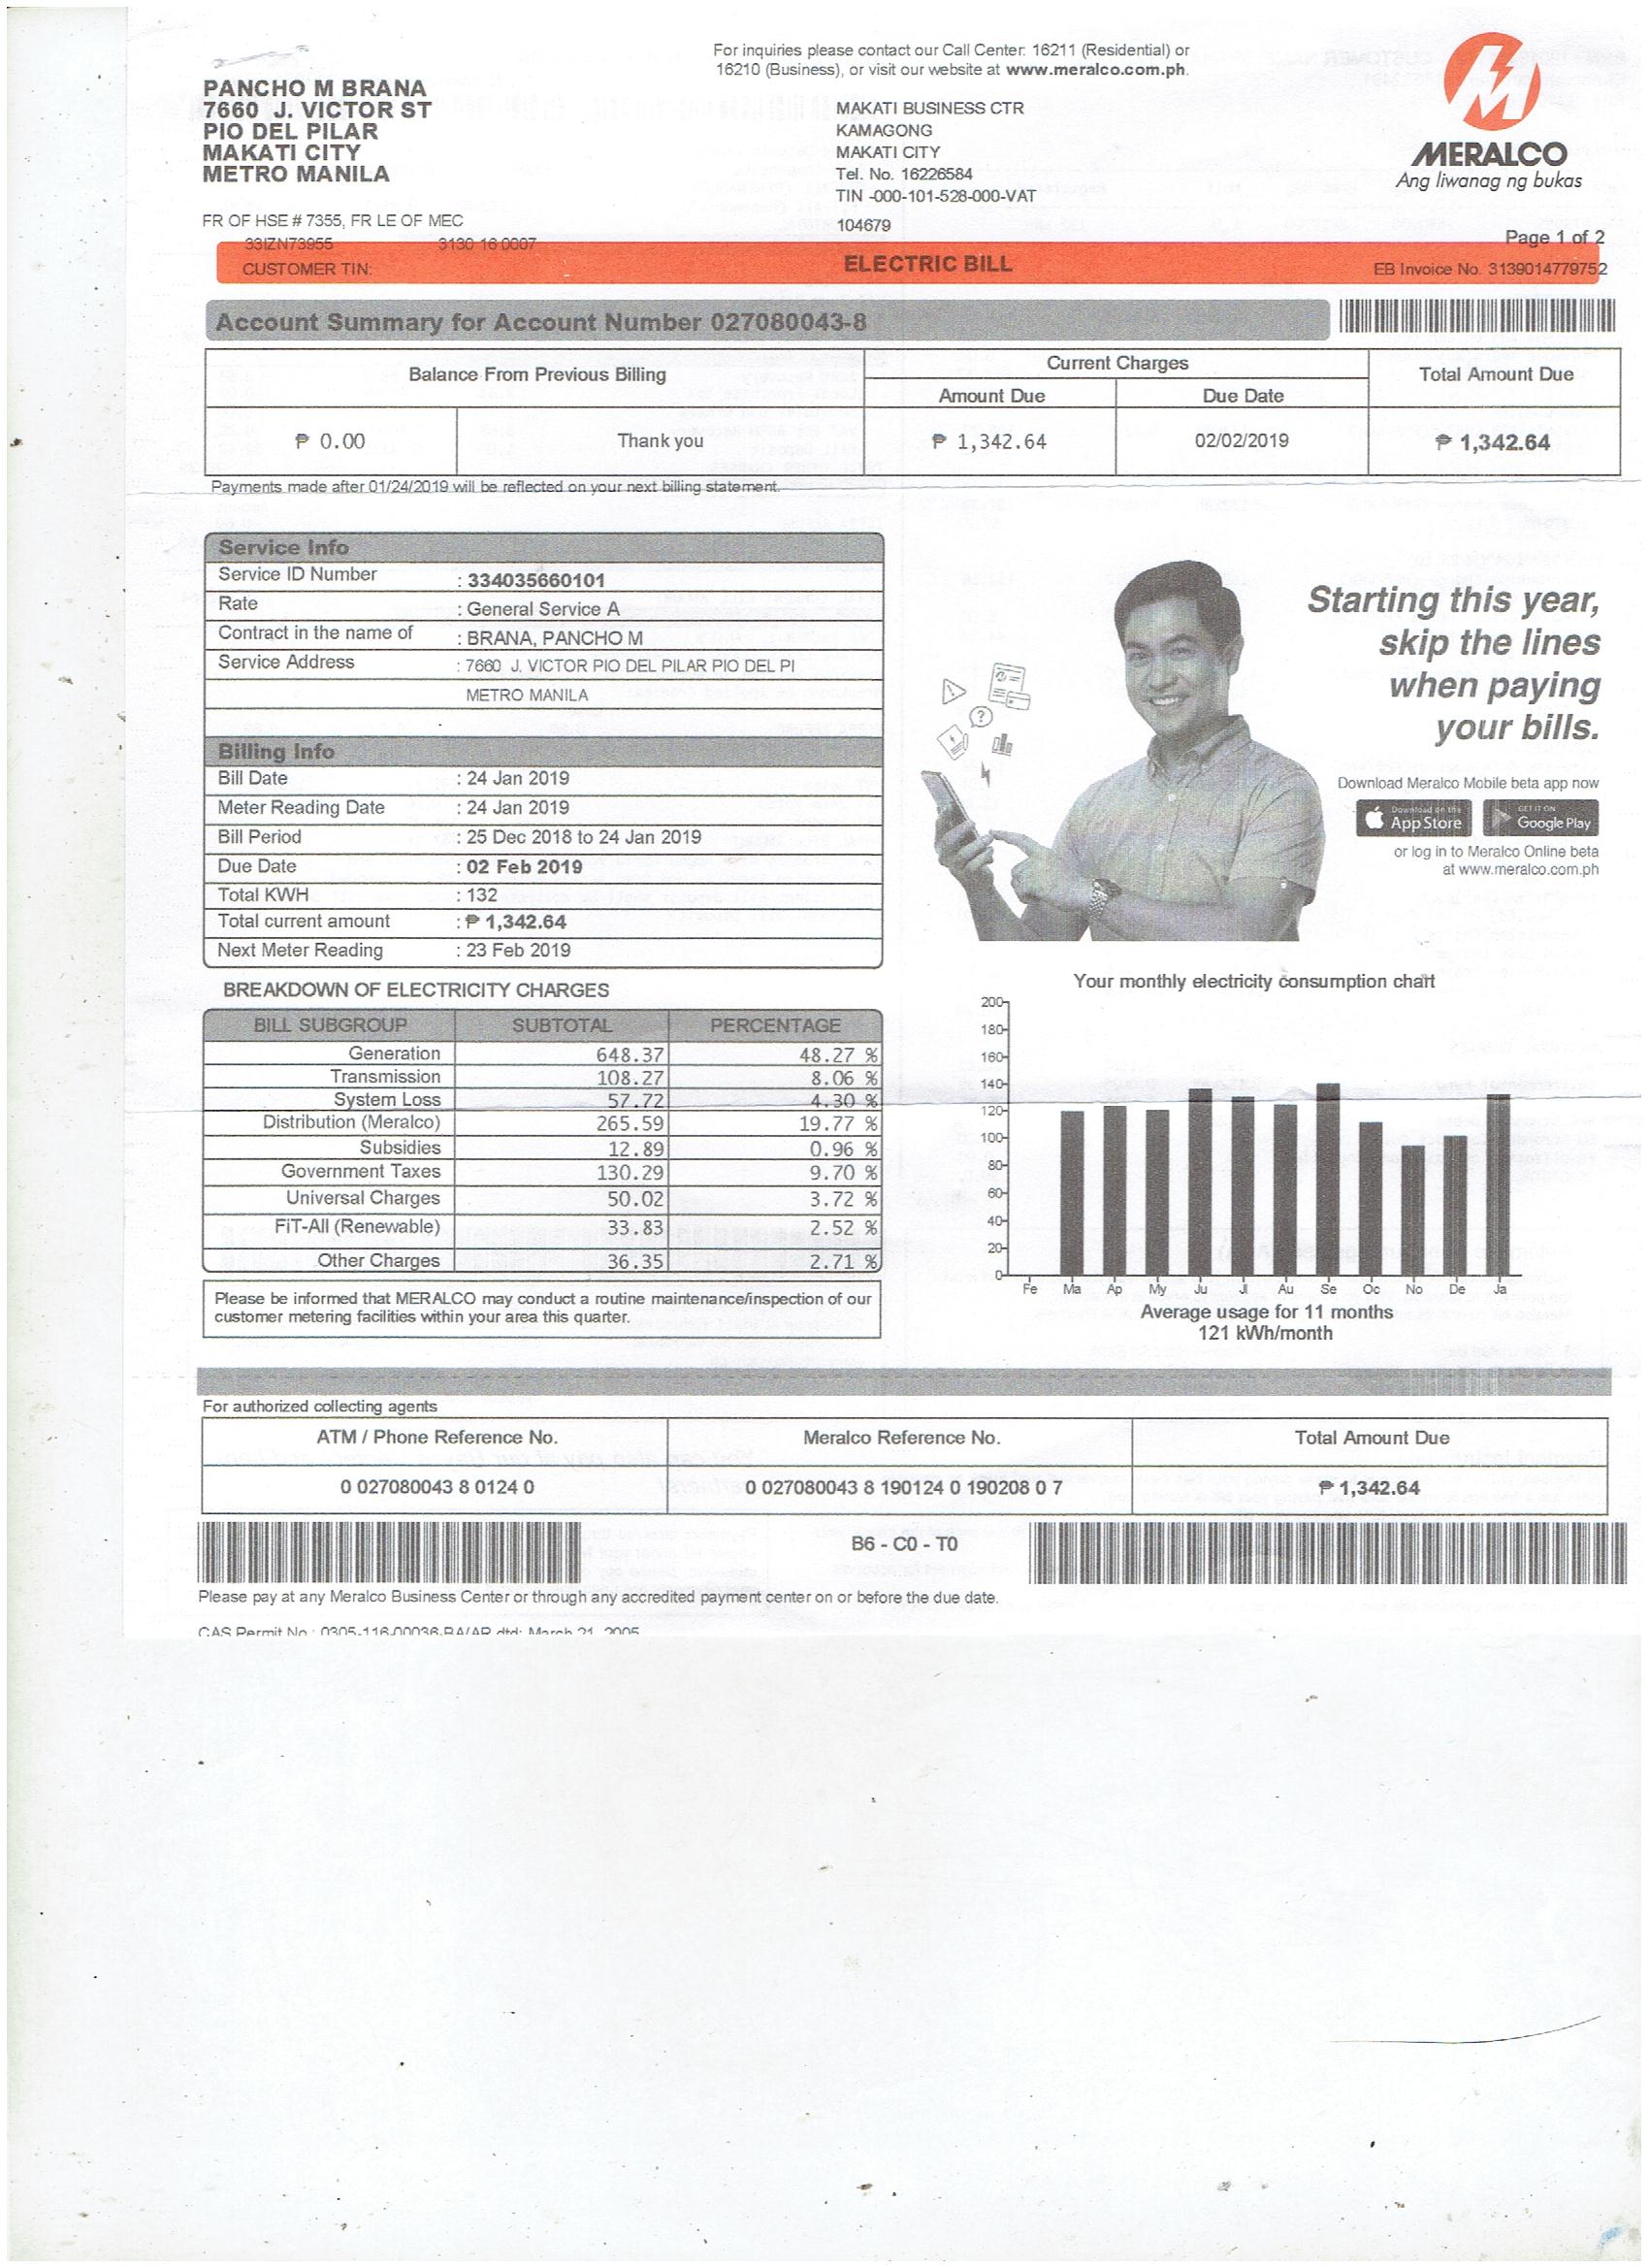 For inquiries please contact our Call Center: 16211 (Residential) or
16210 (Business), or visit our website at www.meralco.com.ph.
PANCHO M BRANA
7660 J. VICTOR ST
PIO DEL PILAR
MAKATI CITY
METRO MANILA
FR OF HSE # 7355, FR LE OF MEC
33IZN73955 3130 16 0007
MAKATI BUSINESS CTR
KAMAGONG
MAKATI CITY
Tel. No. 16226584
TIN -000-101-528-000-VAT
104679
MERALCO
Ang liwanag ng bukas
Page 1 of 2
CUSTOMER TIN: ELECTRIC BILL EB Invoice No. 3139014779752
Account Summary for Account Number 027080043-8
Balance From Previous Billing Current Charges Total Amount Due
Amount Due Due Date
₱ 0.00 Thank you ₱ 1,342.64 02/02/2019 ₱ 1,342.64
Payments made after 01/24/2019 will be reflected on your next billing statement.
Service Info
Service ID Number : 334035660101
Rate : General Service A
Contract in the name of : BRANA, PANCHO M
Service Address : 7660 J. VICTOR PIO DEL PILAR PIO DEL PI
METRO MANILA
Billing Info
Bill Date : 24 Jan 2019
Meter Reading Date : 24 Jan 2019
Bill Period : 25 Dec 2018 to 24 Jan 2019
Due Date : 02 Feb 2019
Total KWH : 132
Total current amount : ₱ 1,342.64
Next Meter Reading : 23 Feb 2019
Starting this year,
skip the lines
when paying
your bills.
Download Meralco Mobile beta app now
Download on the App Store GET IT ON Google Play
or log in to Meralco Online beta
at www.meralco.com.ph
BREAKDOWN OF ELECTRICITY CHARGES
BILL SUBGROUP SUBTOTAL PERCENTAGE
Generation 648.37 48.27 %
Transmission 108.27 8.06 %
System Loss 57.72 4.30 %
Distribution (Meralco) 265.59 19.77 %
Subsidies 12.89 0.96 %
Government Taxes 130.29 9.70 %
Universal Charges 50.02 3.72 %
FiT-All (Renewable) 33.83 2.52 %
Other Charges 36.35 2.71 %
Please be informed that MERALCO may conduct a routine maintenance/inspection of our
customer metering facilities within your area this quarter.
Your monthly electricity consumption chart
200
180
160
140
120
100
80
60
40
20
0
Fe Ma Ap My Ju Jl Au Se Oc No De Ja
Average usage for 11 months
121 kWh/month
For authorized collecting agents
ATM / Phone Reference No. Meralco Reference No. Total Amount Due
0 027080043 8 0124 0 0 027080043 8 190124 0 190208 0 7 ₱ 1,342.64
B6 - C0 - T0
Please pay at any Meralco Business Center or through any accredited payment center on or before the due date.
CAS Permit No.: 0305-116-00036-BA/AR dtd: March 21, 2005